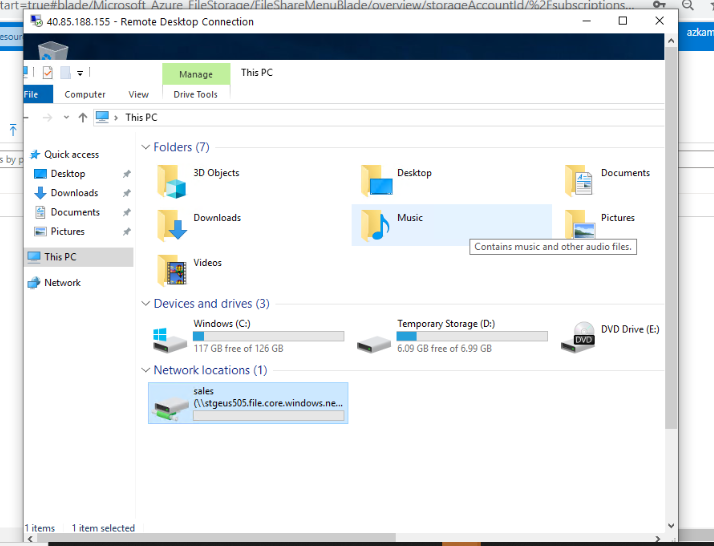 start=true#blade/Microsoft_Azure_FileStorage/FileShareMenuBlade/overview/storageAccountId/%2Fsubscriptions...
40.85.188.155 - Remote Desktop Connection
esourc
azkam
Manage
This PC
File
Computer
View
Drive Tools
This PC
s by p
Quick access
Desktop
Downloads
Documents
Pictures
This PC
Network
Folders (7)
3D Objects
Desktop
Documents
Downloads
Music
Pictures
Contains music and other audio files.
Videos
Devices and drives (3)
Windows (C:)
117 GB free of 126 GB
Temporary Storage (D:)
6.09 GB free of 6.99 GB
DVD Drive (E:)
DVD
Network locations (1)
sales
(\\stgeus505.file.core.windows.ne...
1 items
1 item selected